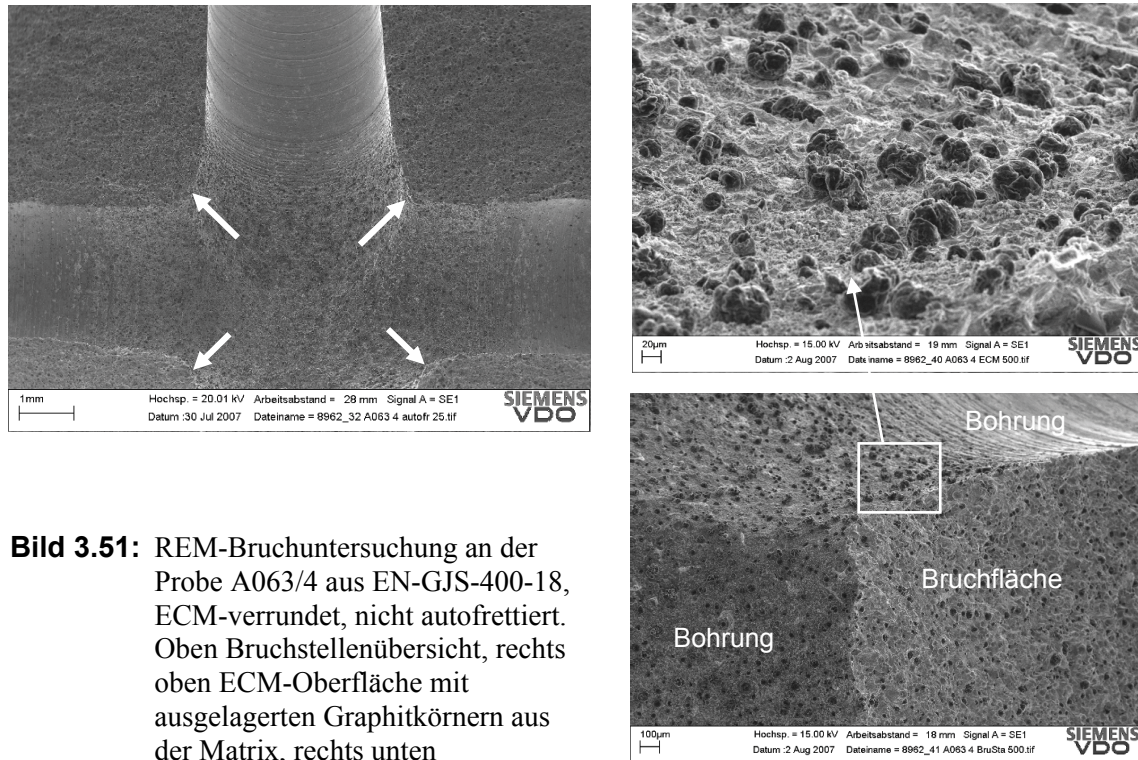 1mm
Hochsp. = 20.01 kV Arbeitsabstand = 28 mm Signal A = SE1
Datum :30 Jul 2007 Dateiname = 8962_32 A063 4 autofr 25.tif
SIEMENS
VDO
20µm
Hochsp. = 15.00 kV Arbeitsabstand = 19 mm Signal A = SE1
Datum :2 Aug 2007 Dateiname = 8962_40 A063 4 ECM 500.tif
SIEMENS
VDO
Bohrung
Bruchfläche
Bohrung
100µm
Hochsp. = 15.00 kV Arbeitsabstand = 18 mm Signal A = SE1
Datum :2 Aug 2007 Dateiname = 8962_41 A063 4 BruSta 500.tif
SIEMENS
VDO
Bild 3.51: REM-Bruchuntersuchung an der
Probe A063/4 aus EN-GJS-400-18,
ECM-verrundet, nicht autofrettiert.
Oben Bruchstellenübersicht, rechts
oben ECM-Oberfläche mit
ausgelagerten Graphitkörnern aus
der Matrix, rechts unten